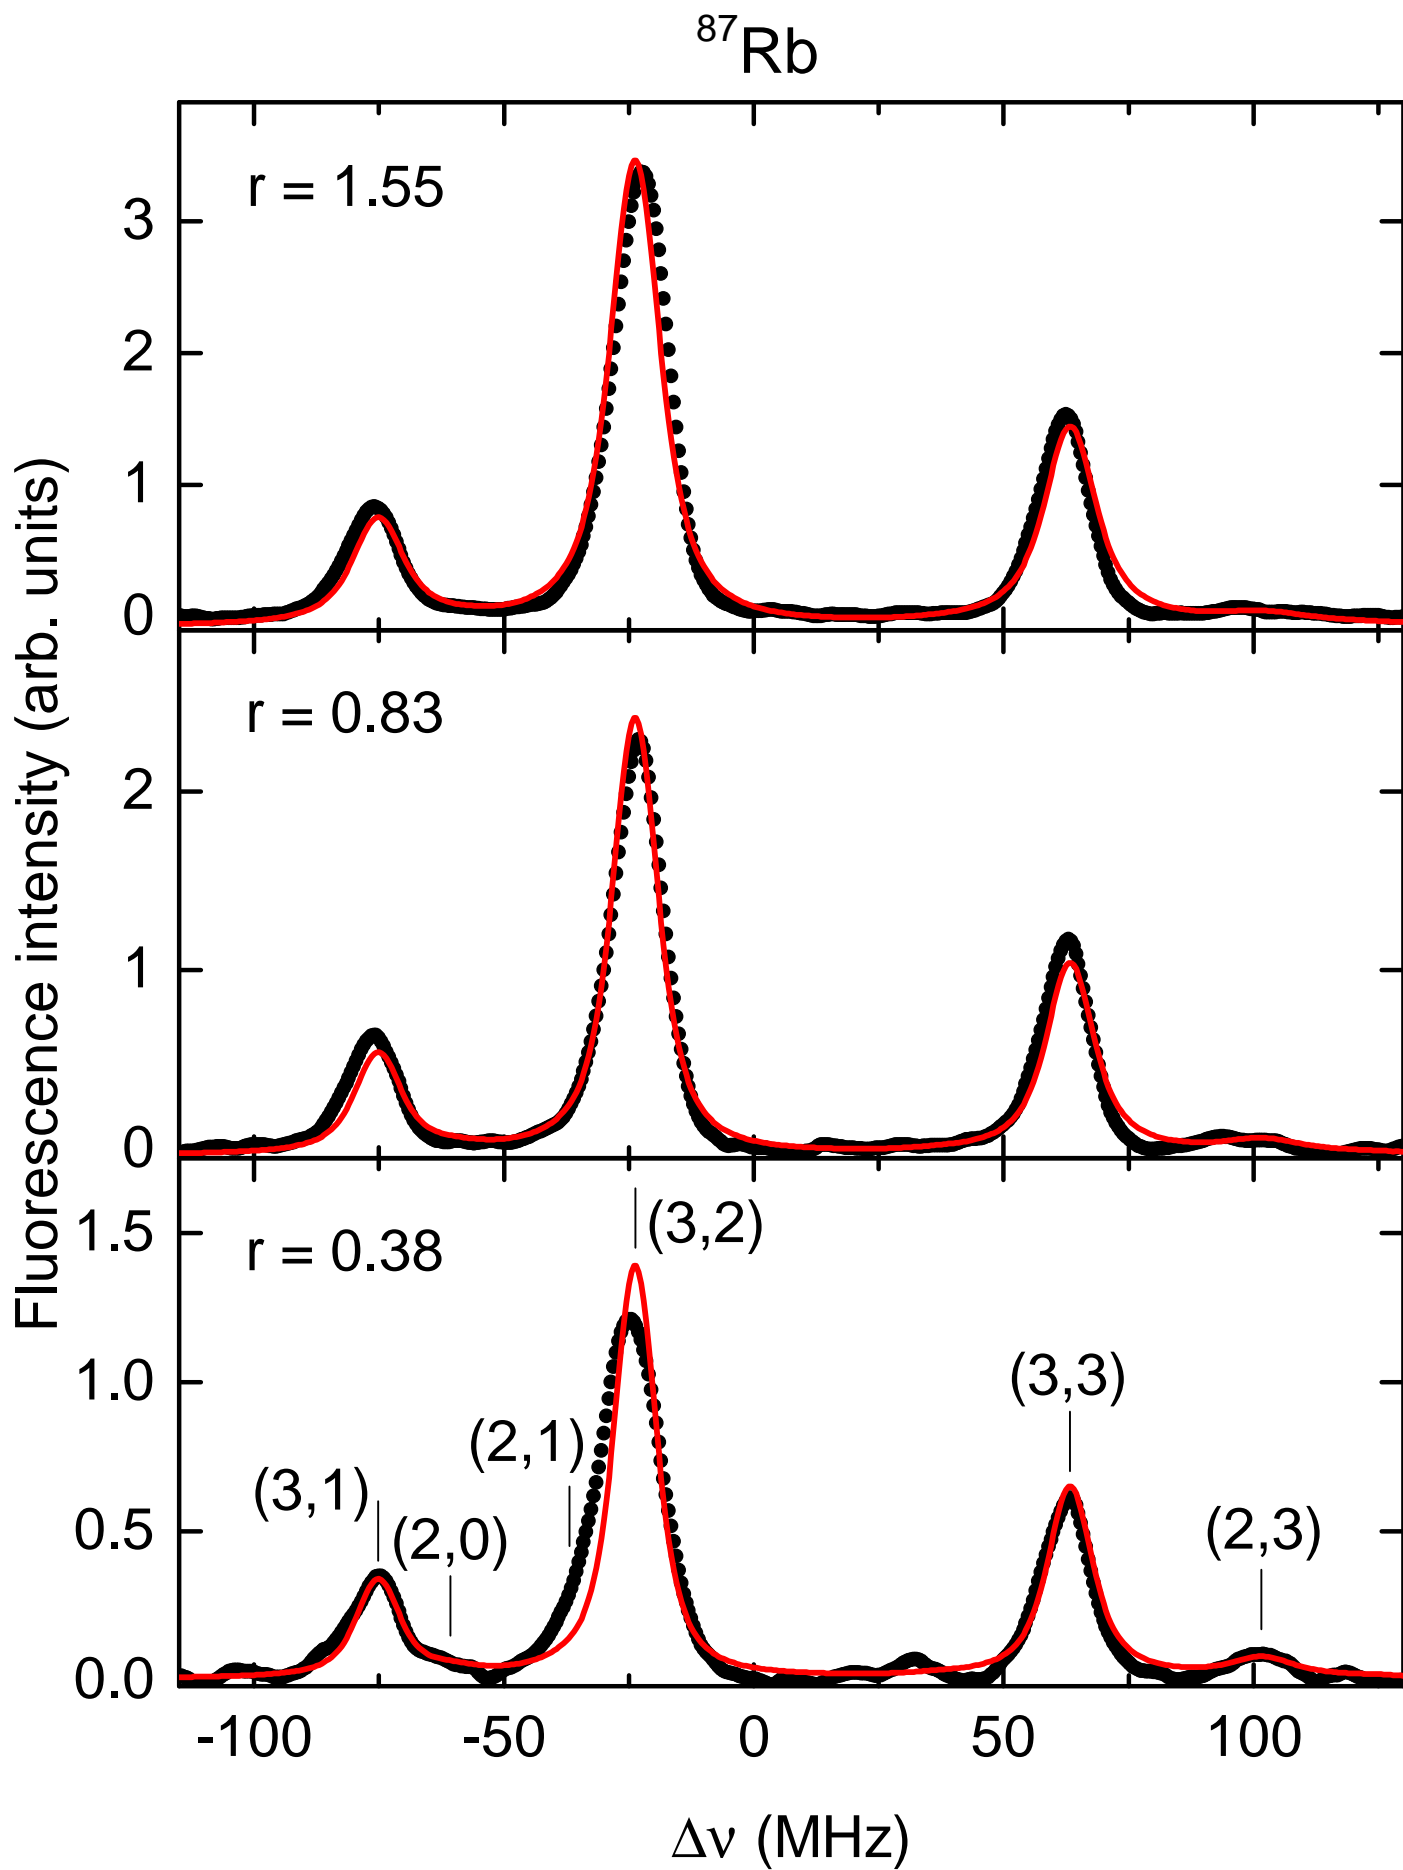 ⁸⁷Rb
Fluorescence intensity (arb. units)
r = 1.55
3
2
1
0
r = 0.83
2
1
0
r = 0.38
(3,2)
1.5
1.0
0.5
0.0
(3,3)
(2,1)
(3,1)
(2,0)
(2,3)
-100 -50 0 50 100
Δν (MHz)